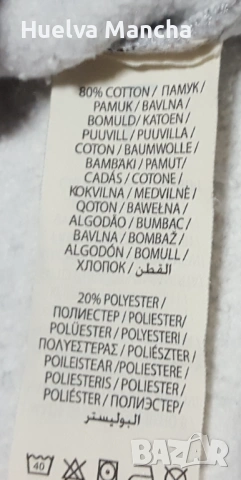 Huelva Mancha
80% COTTON / ПАМУК /
PAMUK / BAVLNA /
BOMULD / KATOEN /
PUUVILL / PUUVILLA /
COTON / BAUMWOLLE /
BAMBAKI / PAMUT/
CADÁS / COTONE /
KOKVILNA / MEDVILNĖ /
QOTON / BAWEŁNA /
ALGODÃO / BUMBAC /
BAVLNA / BOMBAŽ /
ALGODÓN / BOMULL /
ХЛОПОК / القطن
20% POLYESTER /
ПОЛИЕСТЕР / POLIESTER/
POLÜESTER / POLYESTERI /
ΠΟΛΥΕΣΤΕΡΑΣ / POLIÉSZTER /
POILEISTEAR /POLIESTERE /
POLIESTERIS / POLIESTER /
POLIÉSTER / ПОЛИЭСТЕР/
البوليستر
40
bazar